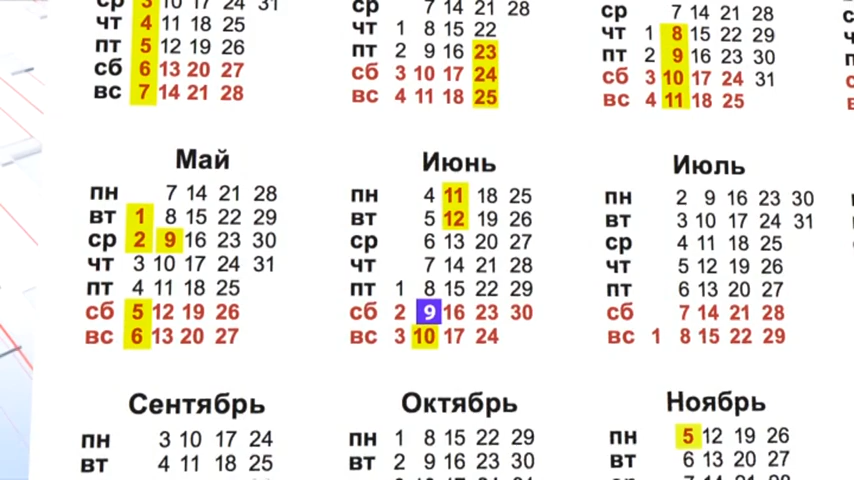 ср 3 10 17 24 31
чт 4 11 18 25
пт 5 12 19 26
сб 6 13 20 27
вс 7 14 21 28
ср 7 14 21 28
чт 1 8 15 22
пт 2 9 16 23
сб 3 10 17 24
вс 4 11 18 25
ср 7 14 21 28
чт 1 8 15 22 29
пт 2 9 16 23 30
сб 3 10 17 24 31
вс 4 11 18 25
Май
пн 7 14 21 28
вт 1 8 15 22 29
ср 2 9 16 23 30
чт 3 10 17 24 31
пт 4 11 18 25
сб 5 12 19 26
вс 6 13 20 27
Июнь
пн 4 11 18 25
вт 5 12 19 26
ср 6 13 20 27
чт 7 14 21 28
пт 1 8 15 22 29
сб 2 9 16 23 30
вс 3 10 17 24
Июль
пн 2 9 16 23 30
вт 3 10 17 24 31
ср 4 11 18 25
чт 5 12 19 26
пт 6 13 20 27
сб 7 14 21 28
вс 1 8 15 22 29
Сентябрь
пн 3 10 17 24
вт 4 11 18 25
Октябрь
пн 1 8 15 22 29
вт 2 9 16 23 30
Ноябрь
пн 5 12 19 26
вт 6 13 20 27